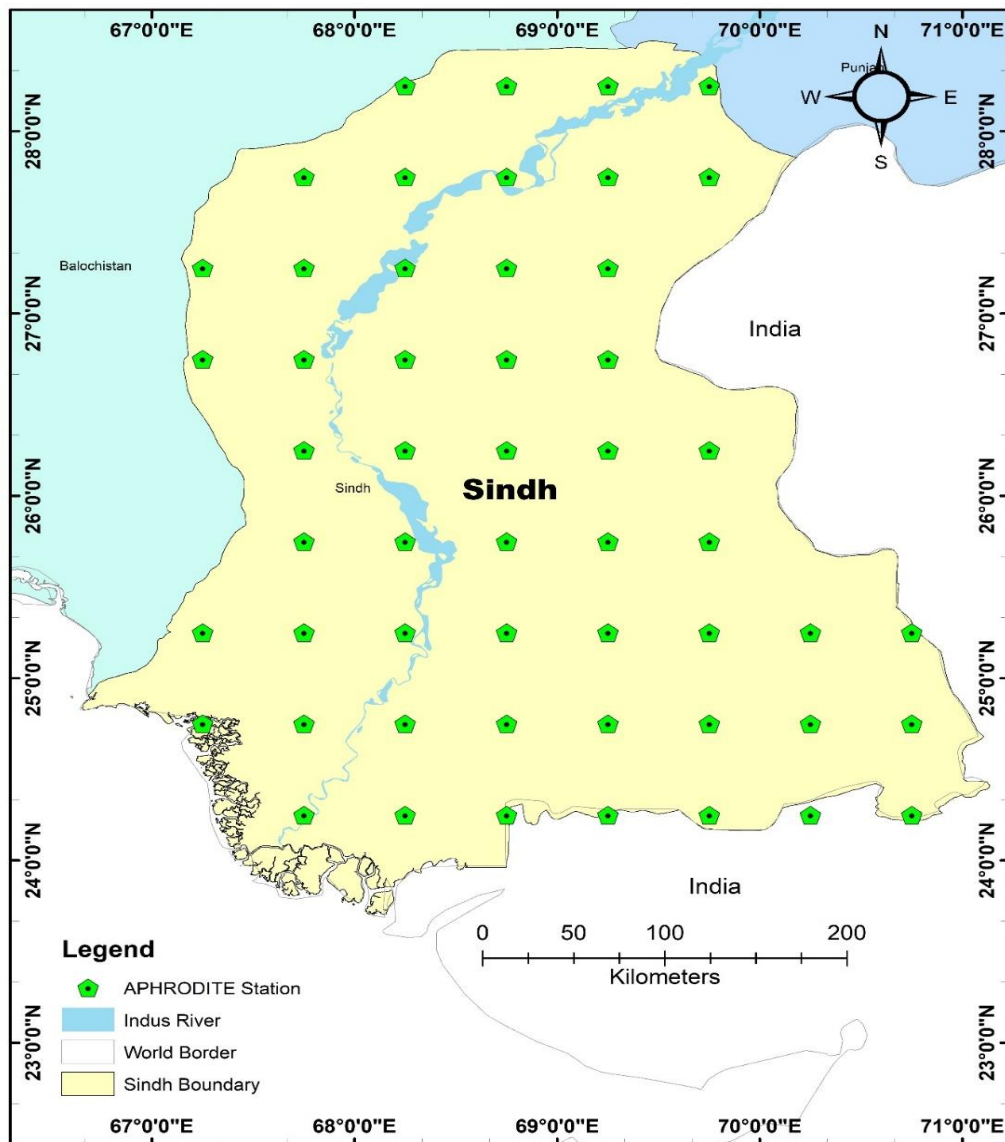 67°0'0"E 68°0'0"E 69°0'0"E 70°0'0"E 71°0'0"E
N
Punjab
W E
S
28°0'0"N 28°0'0"N
Balochistan
27°0'0"N 27°0'0"N
India
Sindh
Sindh
26°0'0"N 26°0'0"N
25°0'0"N 25°0'0"N
24°0'0"N 24°0'0"N
India
0 50 100 200
Kilometers
Legend
APHRODITE Station
Indus River
World Border
Sindh Boundary
23°0'0"N 23°0'0"N
67°0'0"E 68°0'0"E 69°0'0"E 70°0'0"E 71°0'0"E